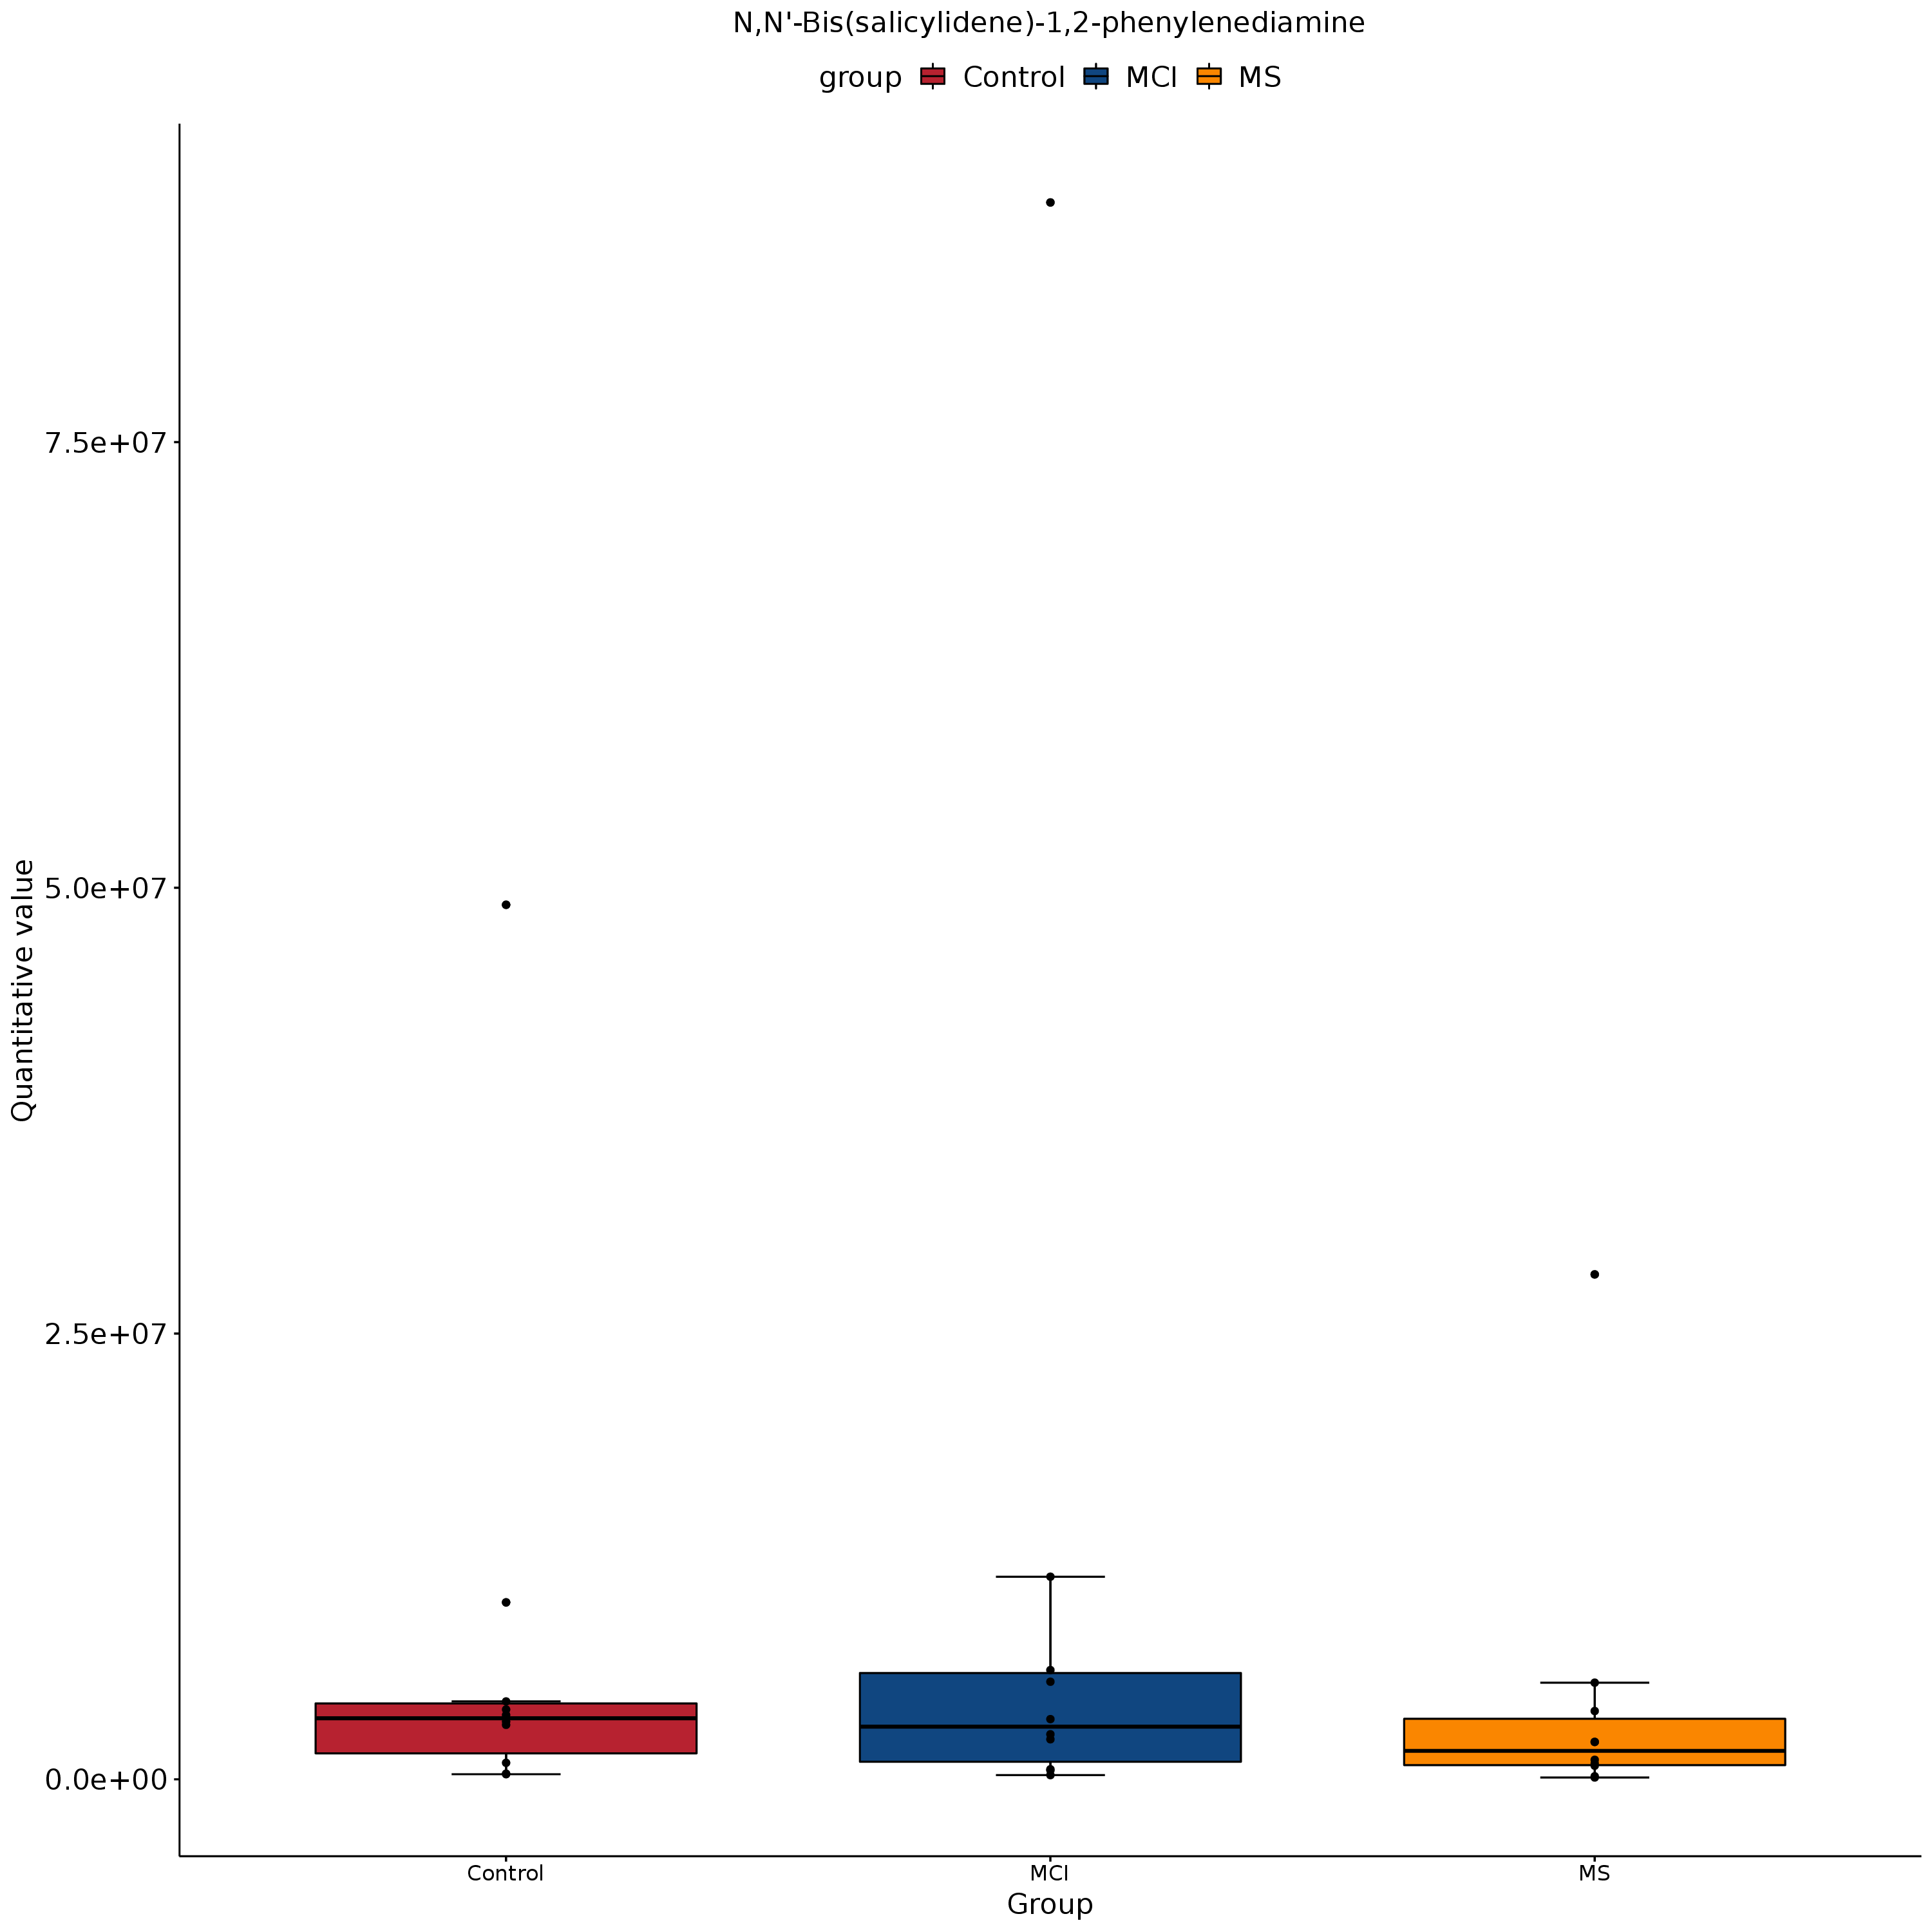 N,N'-Bis(salicylidene)-1,2-phenylenediamine
group Control MCI MS
Quantitative value
7.5e+07
5.0e+07
2.5e+07
0.0e+00
Control MCI MS
Group